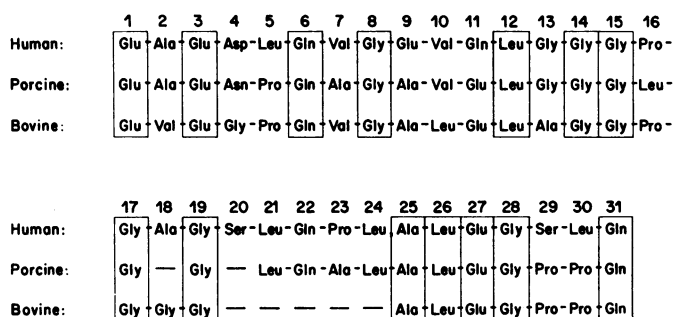 1 2 3 4 5 6 7 8 9 10 11 12 13 14 15 16
Human: Glu-Ala-Glu-Asp-Leu-Gln-Val-Gly-Glu-Val-Gln-Leu-Gly-Gly-Gly-Pro-
Porcine: Glu-Ala-Glu-Asn-Pro-Gln-Ala-Gly-Ala-Val-Glu-Leu-Gly-Gly-Gly-Leu-
Bovine: Glu-Val-Glu-Gly-Pro-Gln-Val-Gly-Ala-Leu-Glu-Leu-Ala-Gly-Gly-Pro-
17 18 19 20 21 22 23 24 25 26 27 28 29 30 31
Human: Gly-Ala-Gly-Ser-Leu-Gln-Pro-Leu-Ala-Leu-Glu-Gly-Ser-Leu-Gln
Porcine: Gly — Gly — Leu-Gln-Ala-Leu-Ala-Leu-Glu-Gly-Pro-Pro-Gln
Bovine: Gly-Gly-Gly — — — — — Ala-Leu-Glu-Gly-Pro-Pro-Gln